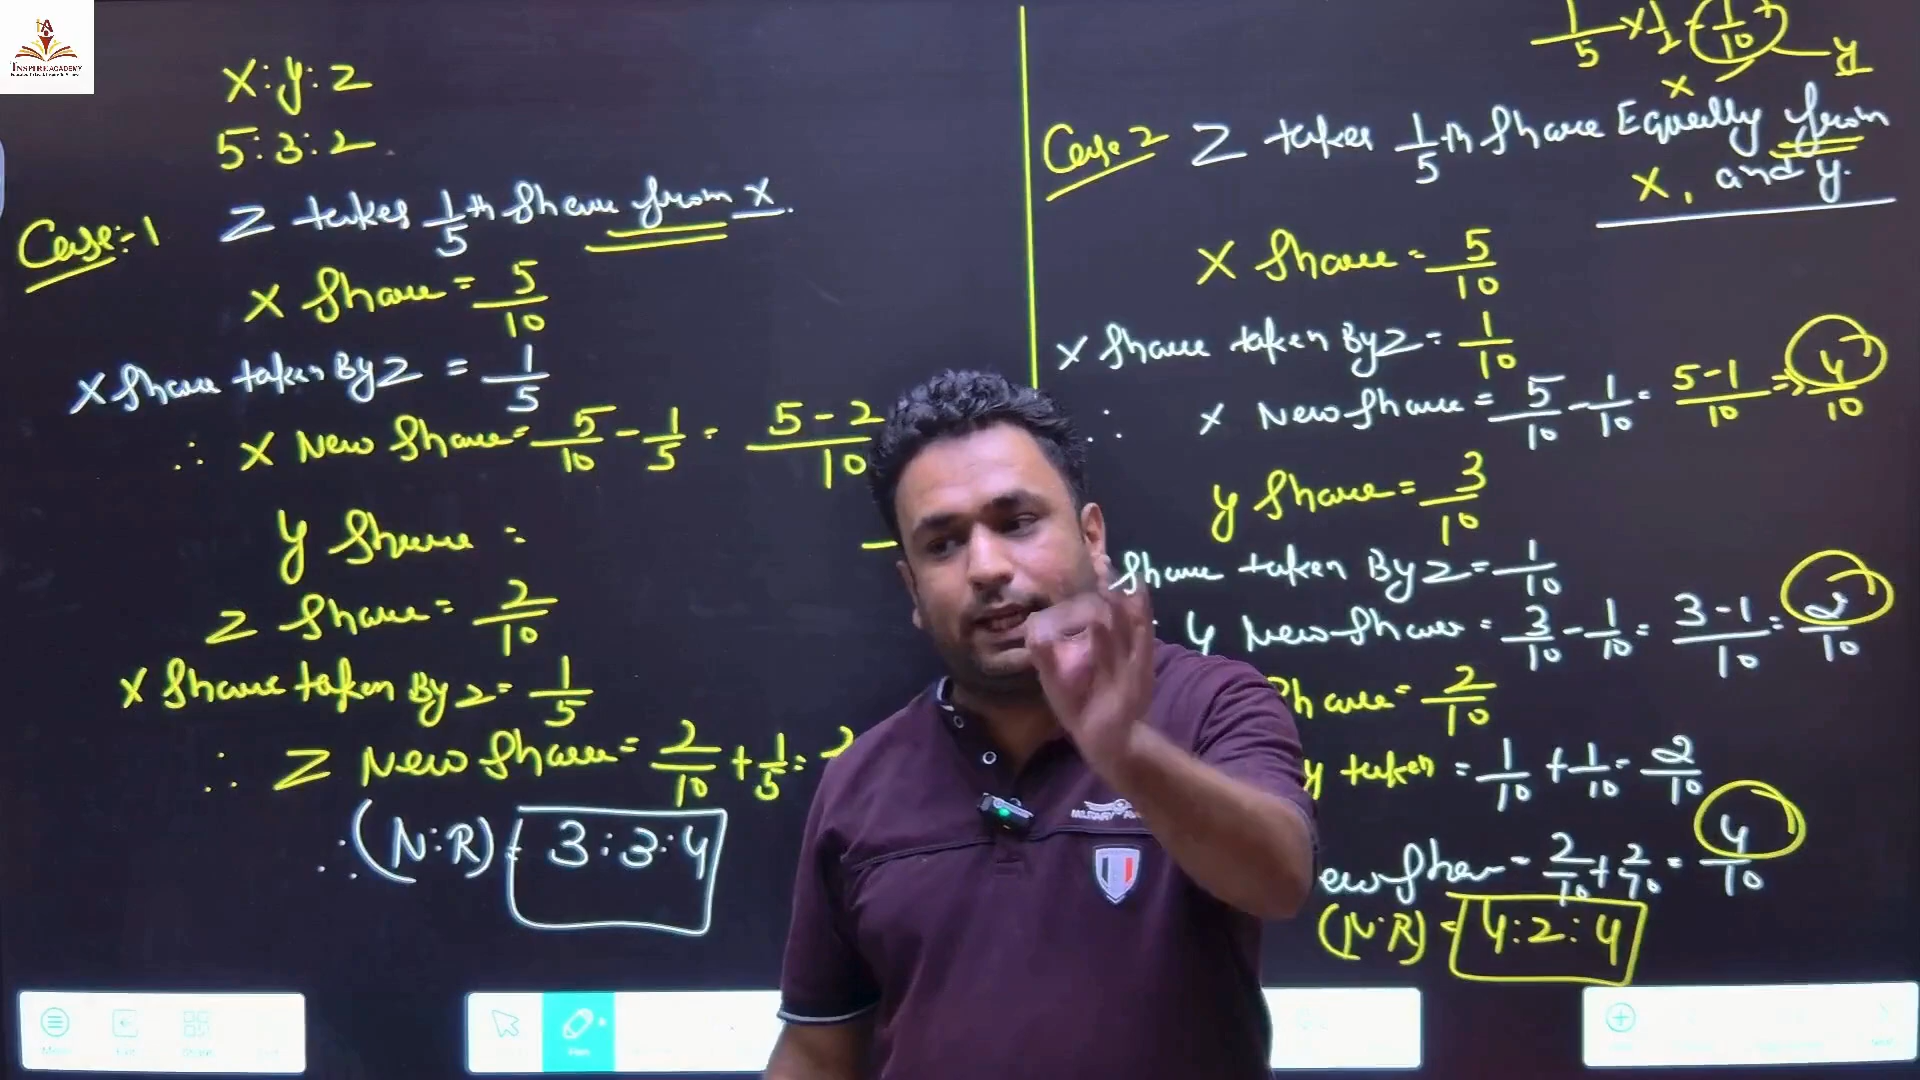 INSPIRE ACADEMY
X:y:Z
5:3:2
Case:-1 Z takes 1/5th Share from X.
X Share = 5/10
X Share taken By Z = 1/5
∴ X New Share = 5/10 - 1/5 = 5-2/10
y Share =
Z Share = 2/10
X Share taken By Z = 1/5
∴ Z New Share = 2/10 + 1/5 = 2
∴ (N:R) = 3:3:4
1/5 × 1/2 = 1/10
X y
Case 2 Z takes 1/5th Share Equally from
X, and y.
X Share = 5/10
X Share taken By Z = 1/10
∴ X New Share = 5/10 - 1/10 = 5-1/10 => 4/10
y Share = 3/10
Share taken By Z = 1/10
y New Share = 3/10 - 1/10 = 3-1/10 = 2/10
Share = 2/10
y taken = 1/10 + 1/10 = 2/10
ew Share = 2/10 + 2/10 = 4/10
(N:R) = 4:2:4
MILITARY